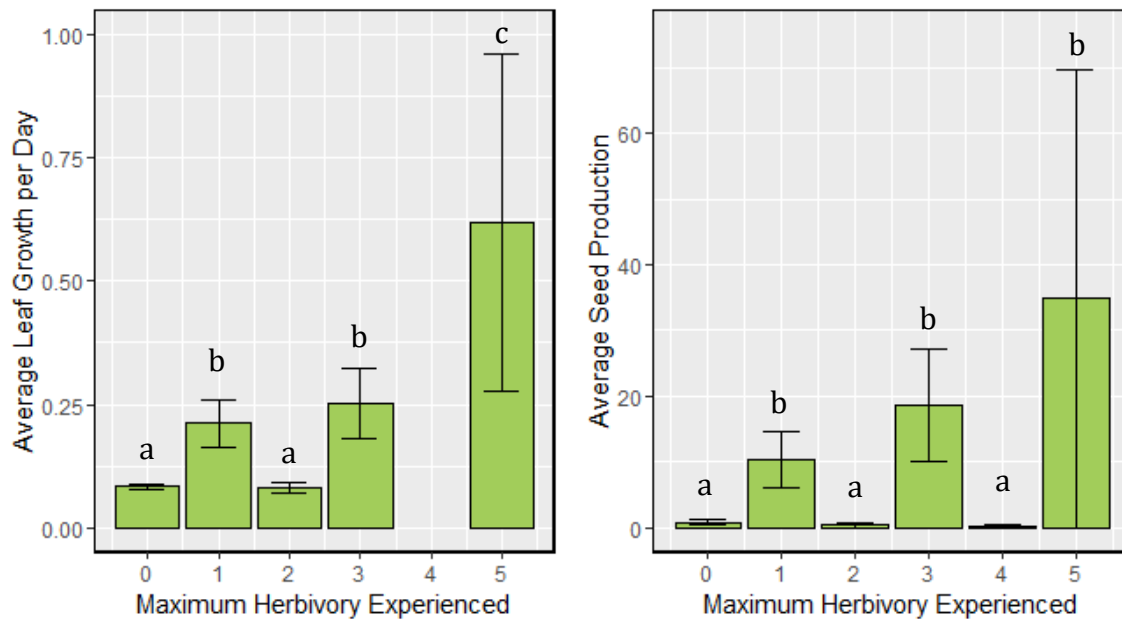 Average Leaf Growth per Day
1.00
0.75
0.50
0.25
0.00
a
b
a
b
c
0
1
2
3
4
5
Maximum Herbivory Experienced
Average Seed Production
60
40
20
0
a
b
a
b
a
b
0
1
2
3
4
5
Maximum Herbivory Experienced